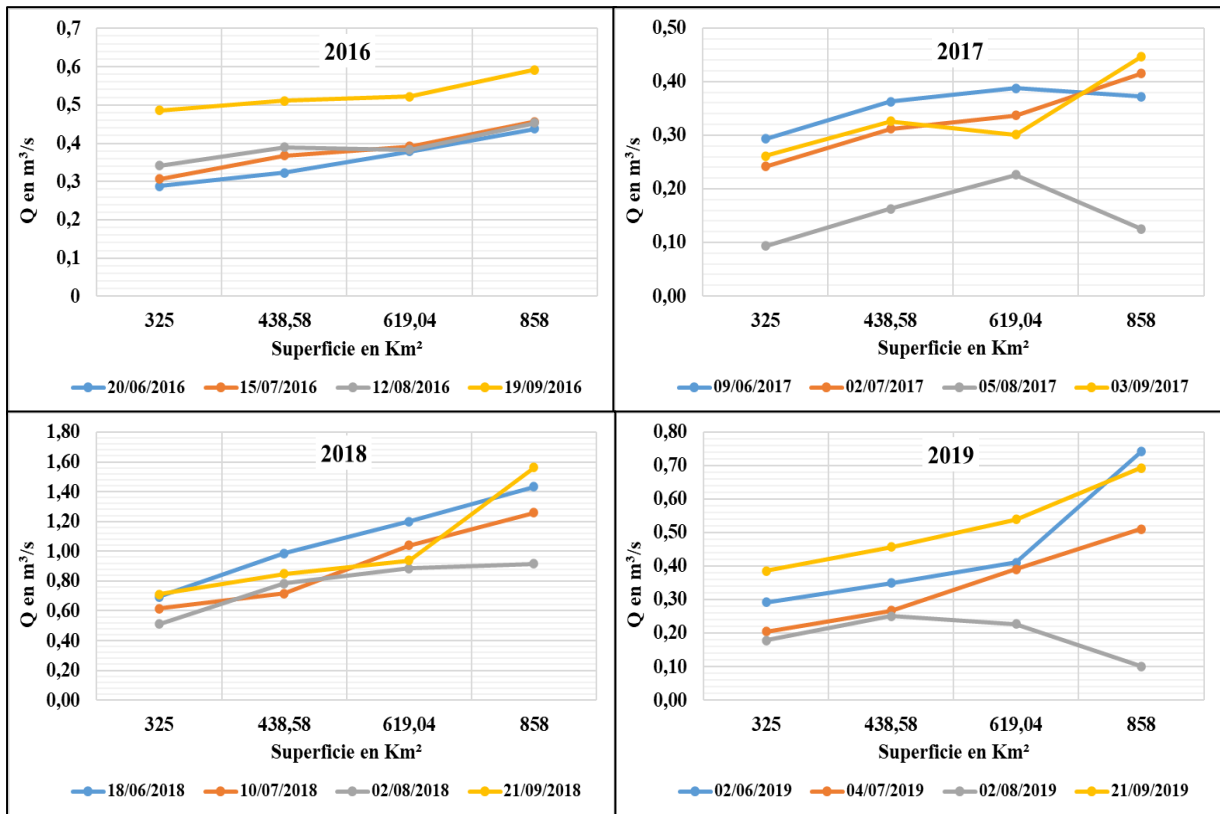 2016
Q en m³/s
0,7
0,6
0,5
0,4
0,3
0,2
0,1
0
325 438,58 619,04 858
Superficie en Km²
20/06/2016 15/07/2016 12/08/2016 19/09/2016
2017
Q en m³/s
0,50
0,40
0,30
0,20
0,10
0,00
325 438,58 619,04 858
Superficie en Km²
09/06/2017 02/07/2017 05/08/2017 03/09/2017
2018
Q en m³/s
1,80
1,60
1,40
1,20
1,00
0,80
0,60
0,40
0,20
0,00
325 438,58 619,04 858
Superficie en Km²
18/06/2018 10/07/2018 02/08/2018 21/09/2018
2019
Q en m³/s
0,80
0,70
0,60
0,50
0,40
0,30
0,20
0,10
0,00
325 438,58 619,04 858
Superficie en Km²
02/06/2019 04/07/2019 02/08/2019 21/09/2019